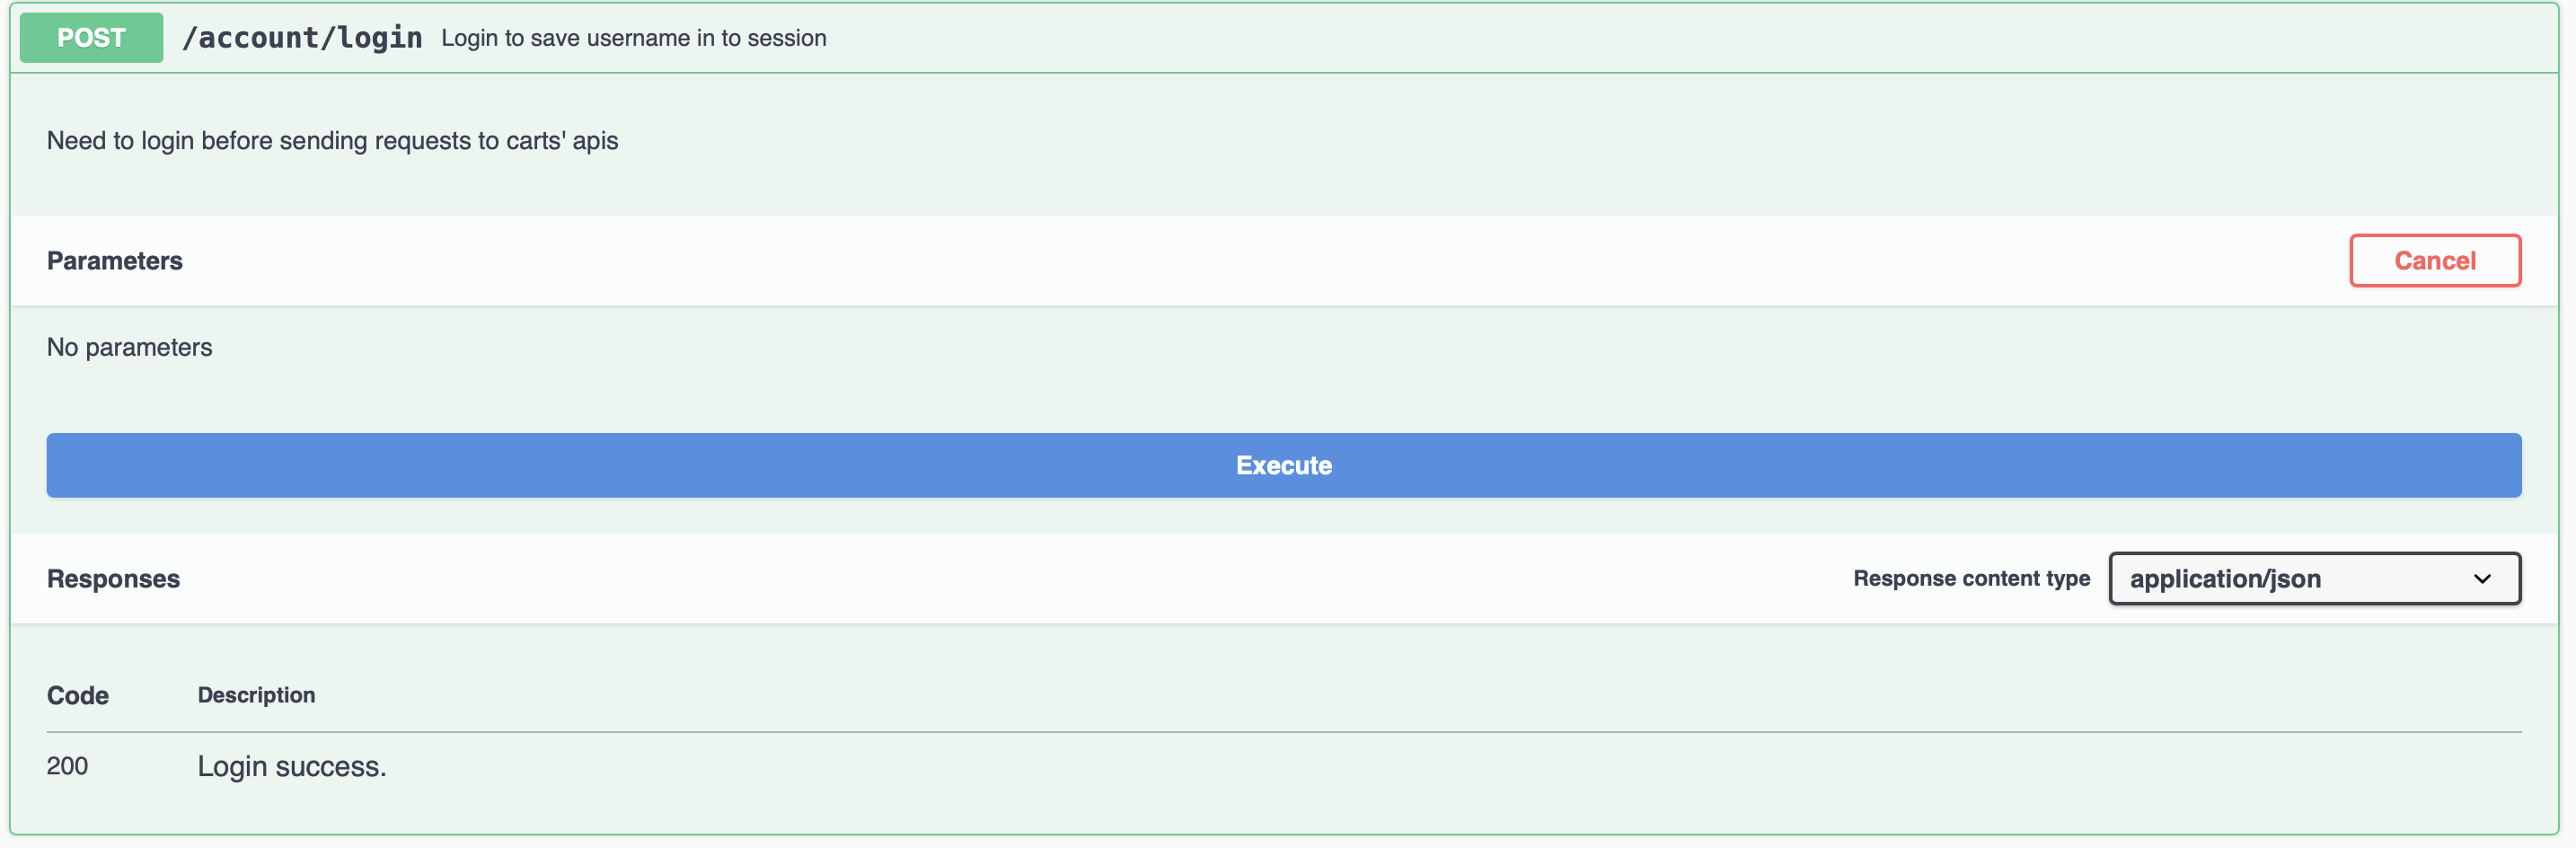 POST /account/login Login to save username in to session
Need to login before sending requests to carts' apis
Parameters Cancel
No parameters
Execute
Responses Response content type application/json
Code Description
200 Login success.